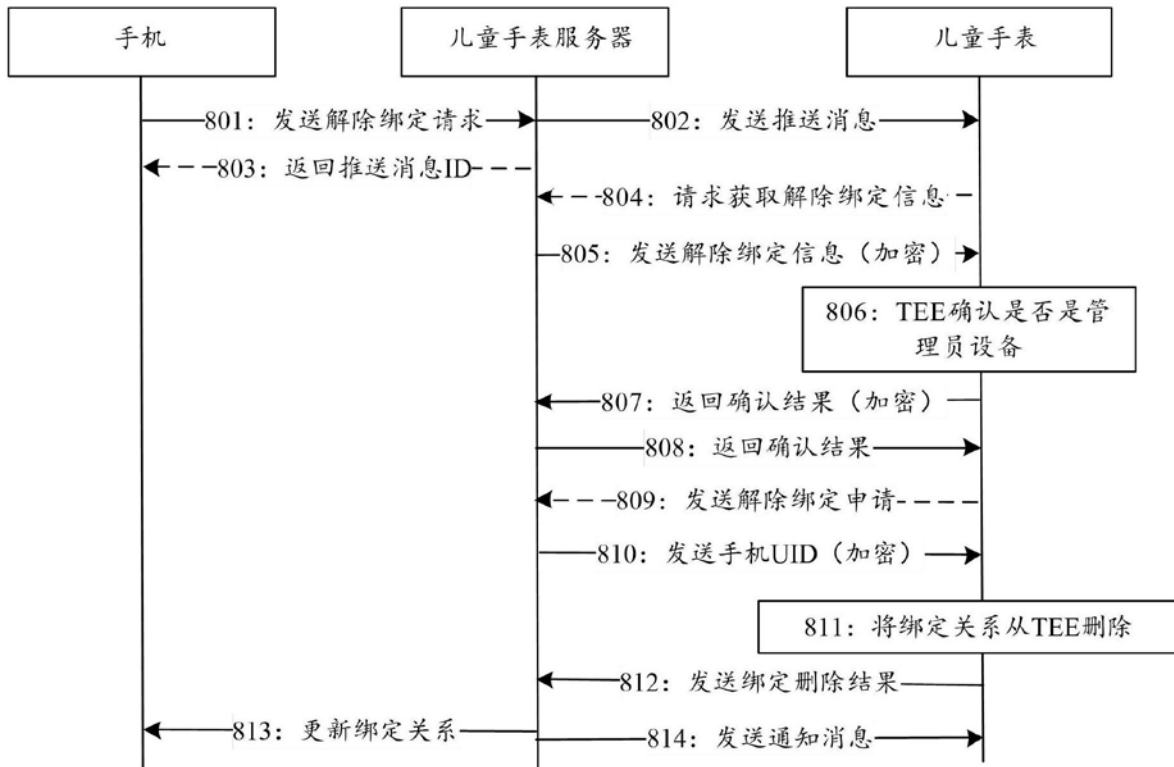 手机
儿童手表服务器
儿童手表
801：发送解除绑定请求
802：发送推送消息
803：返回推送消息ID
804：请求获取解除绑定信息
805：发送解除绑定信息（加密）
806：TEE确认是否是管
理员设备
807：返回确认结果（加密）
808：返回确认结果
809：发送解除绑定申请
810：发送手机UID（加密）
811：将绑定关系从TEE删除
812：发送绑定删除结果
813：更新绑定关系
814：发送通知消息